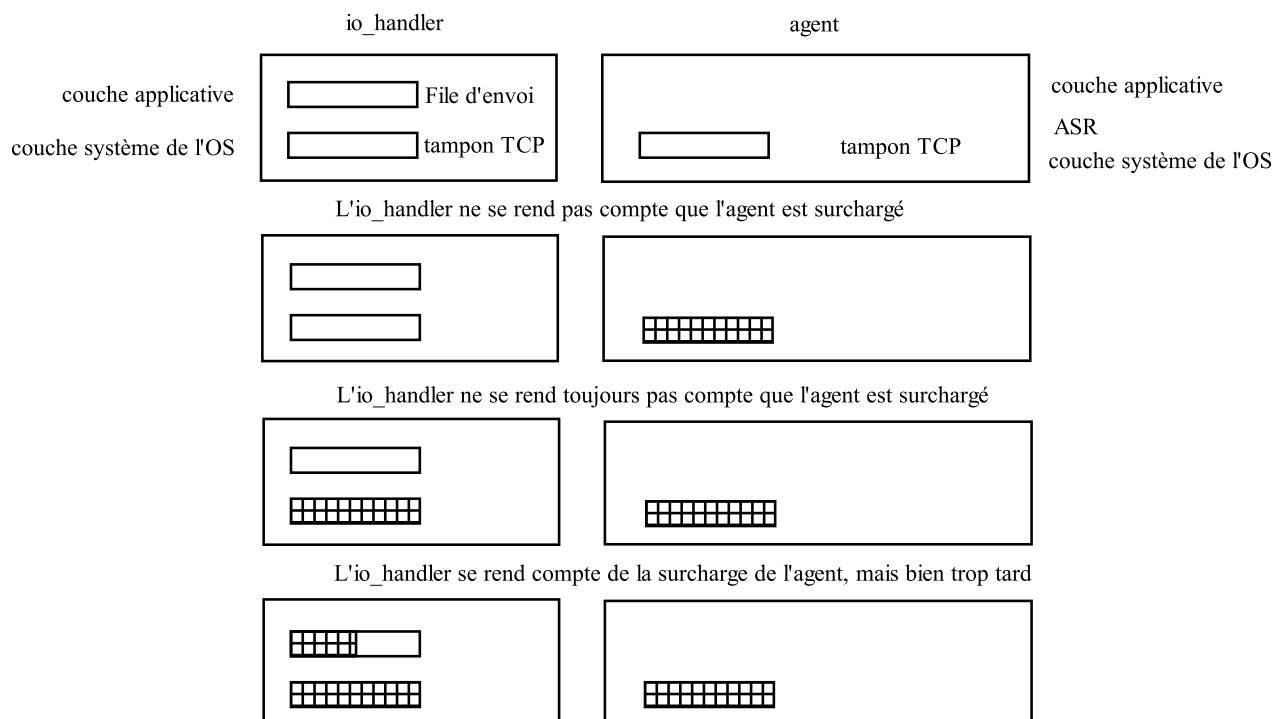 io_handler
agent
couche applicative
File d'envoi
couche applicative
couche système de l'OS
tampon TCP
tampon TCP
ASR
couche système de l'OS
L'io_handler ne se rend pas compte que l'agent est surchargé
L'io_handler ne se rend toujours pas compte que l'agent est surchargé
L'io_handler se rend compte de la surcharge de l'agent, mais bien trop tard